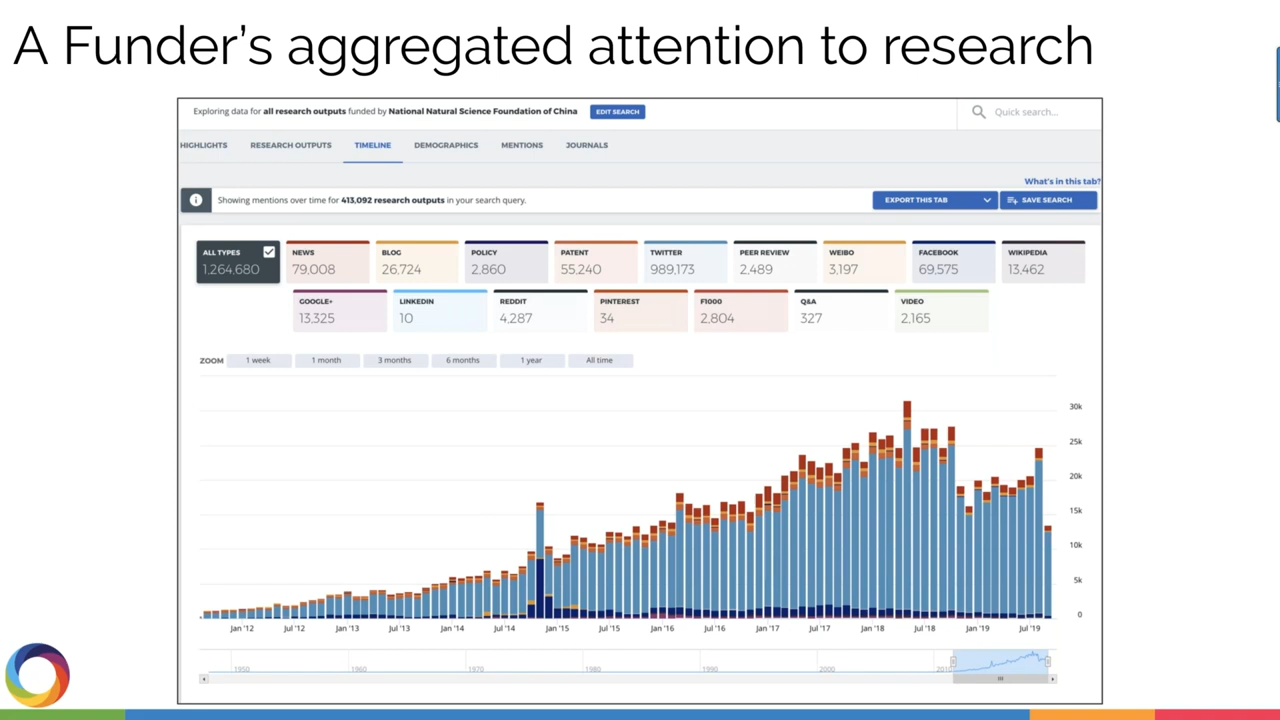 A Funder's aggregated attention to research
Exploring data for all research outputs funded by National Natural Science Foundation of China
EDIT SEARCH
Quick search...
HIGHLIGHTS RESEARCH OUTPUTS TIMELINE DEMOGRAPHICS MENTIONS JOURNALS
What's in this tab?
Showing mentions over time for 413,092 research outputs in your search query.
EXPORT THIS TAB
SAVE SEARCH
ALL TYPES NEWS BLOG POLICY PATENT TWITTER PEER REVIEW WEIBO FACEBOOK WIKIPEDIA
1,264,680 79,008 26,724 2,860 55,240 989,173 2,489 3,197 69,575 13,462
GOOGLE+ LINKEDIN REDDIT PINTEREST F1000 Q&A VIDEO
13,325 10 4,287 34 2,804 327 2,165
ZOOM 1 week 1 month 3 months 6 months 1 year All time
30k
25k
20k
15k
10k
5k
0
Jan '12 Jul '12 Jan '13 Jul '13 Jan '14 Jul '14 Jan '15 Jul '15 Jan '16 Jul '16 Jan '17 Jul '17 Jan '18 Jul '18 Jan '19 Jul '19
1950 1960 1970 1980 1990 2000 2010